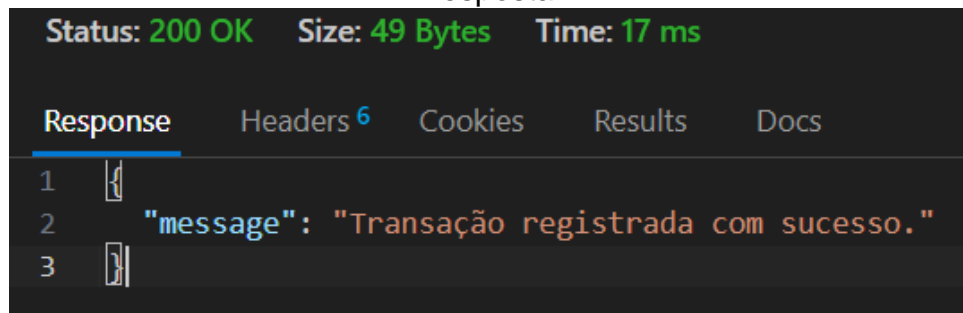 Status: 200 OK Size: 49 Bytes Time: 17 ms
Response Headers 6 Cookies Results Docs
1 {
2 "message": "Transação registrada com sucesso."
3 }